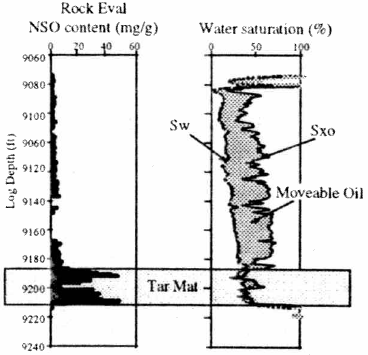 Rock Eval
NSO content (mg/g)
Water saturation (%)
0 20 40 60
0 50 100
Log Depth (ft)
9060
9080
9100
9060
9120
9140
9160
9180
9200
9220
9240
Sw
Sxo
Moveable Oil
Tar Mat